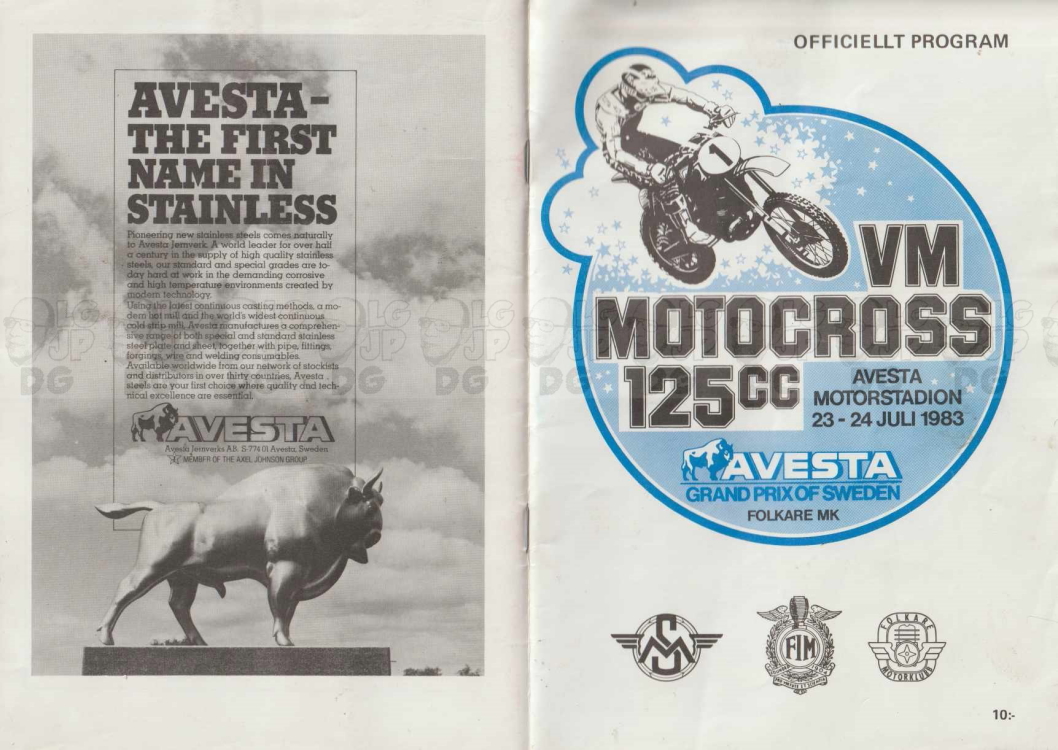 AVESTA–
THE FIRST
NAME IN
STAINLESS
Pioneering new stainless steels comes naturally
to Avesta Jernverk. A world leader for over half
a century in the supply of high quality stainless
steels, our standard and special grades are to-
day hard at work in the demanding corrosive
and high temperature environments created by
modern technology.
Using the latest continuous casting methods, a mo-
dern hot mill and the world's widest continuous
cold strip mill, Avesta manufactures a comprehen-
sive range of both special and standard stainless
steel plate and sheet, together with pipe, fittings,
forgings, wire and welding consumables.
Available worldwide from our network of stockists
and distributors in over thirty countries, Avesta
steels are your first choice where quality and tech-
nical excellence are essential.
AVESTA
Avesta Jernverks AB. S-774 01 Avesta, Sweden
MEMBER OF THE AXEL JOHNSON GROUP
OFFICIELLT PROGRAM
1
VM
MOTOCROSS
125CC
AVESTA
MOTORSTADION
23 - 24 JULI 1983
AVESTA
GRAND PRIX OF SWEDEN
FOLKARE MK
FIM
FOLKARE
MOTORKLUBB
10:-